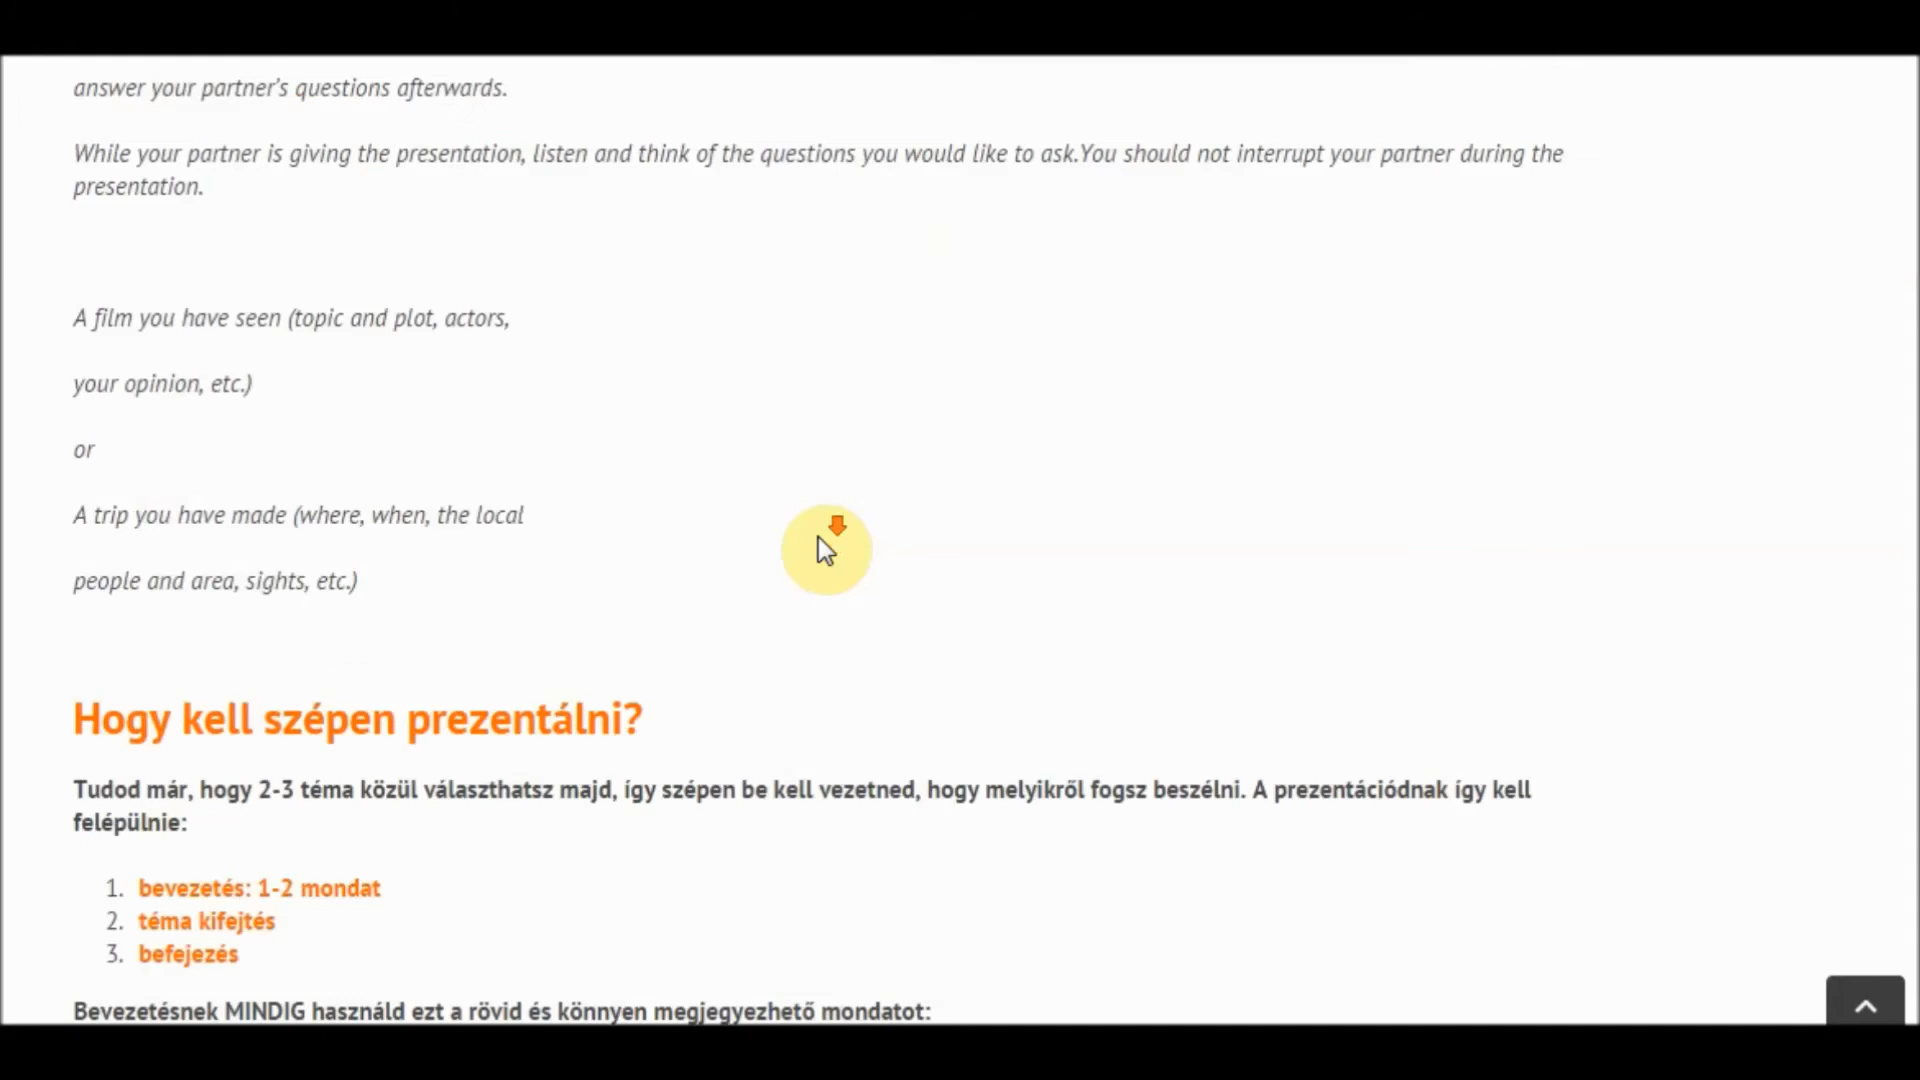 answer your partner's questions afterwards.
While your partner is giving the presentation, listen and think of the questions you would like to ask.You should not interrupt your partner during the
presentation.
A film you have seen (topic and plot, actors,
your opinion, etc.)
or
A trip you have made (where, when, the local
people and area, sights, etc.)
Hogy kell szépen prezentálni?
Tudod már, hogy 2-3 téma közül választhatsz majd, így szépen be kell vezetned, hogy melyikről fogsz beszélni. A prezentációdnak így kell
felépülnie:
1. bevezetés: 1-2 mondat
2. téma kifejtés
3. befejezés
Bevezetésnek MINDIG használd ezt a rövid és könnyen megjegyezhető mondatot: